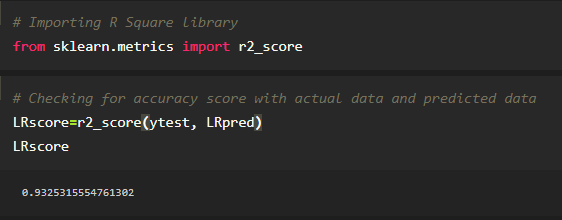 # Importing R Square library
from sklearn.metrics import r2_score
# Checking for accuracy score with actual data and predicted data
LRscore=r2_score(ytest, LRpred)
LRscore
0.9325315554761302